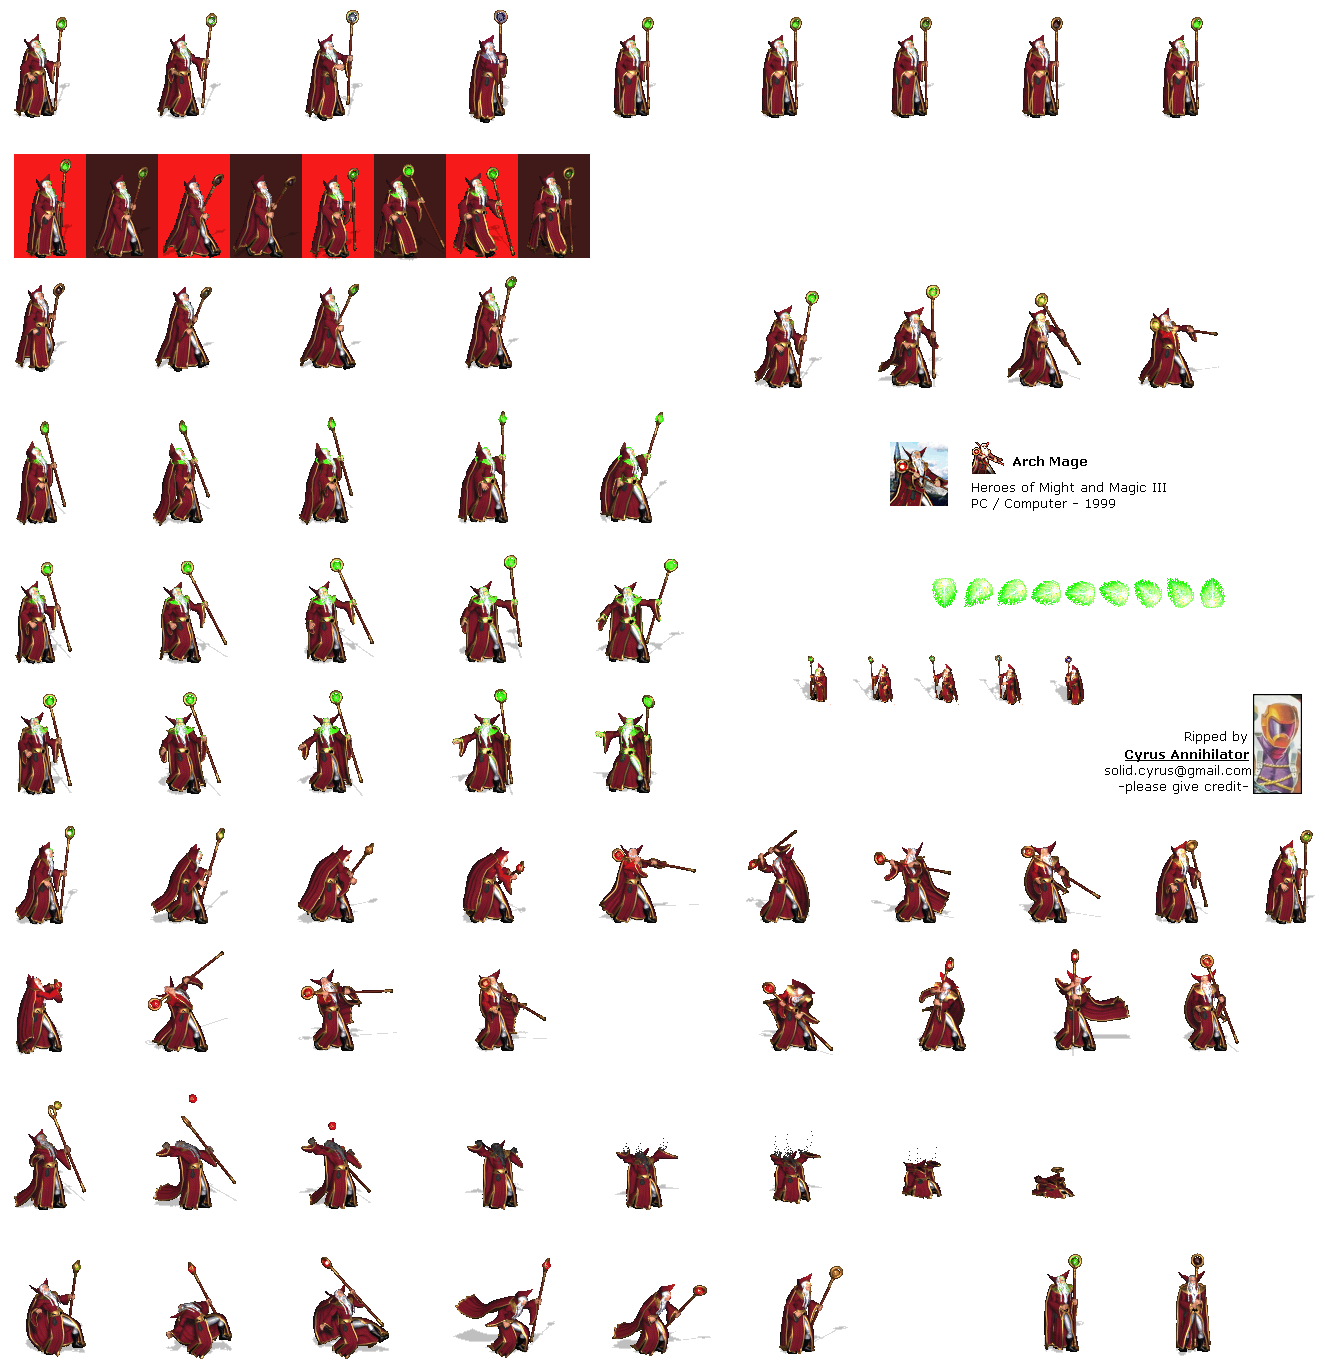 Arch Mage
Heroes of Might and Magic III
PC / Computer - 1999
Ripped by
Cyrus Annihilator
solid.cyrus@gmail.com
-please give credit-